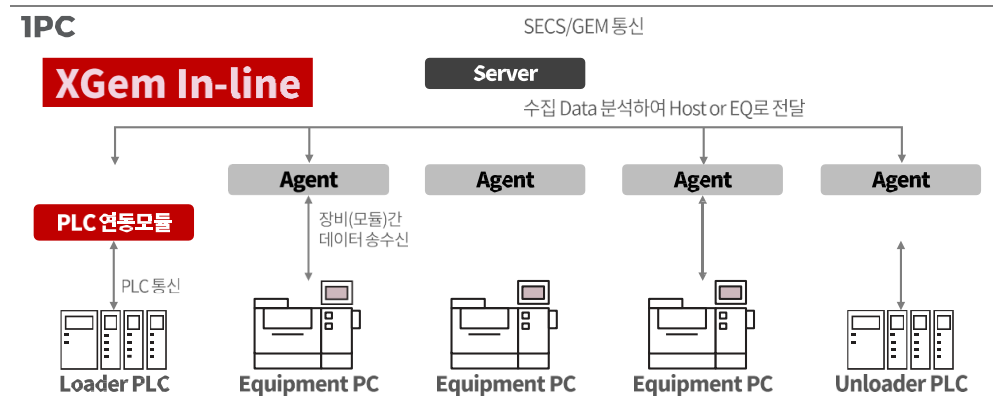 1PC
SECS/GEM 통신
XGem In-line
Server
수집 Data 분석하여 Host or EQ로 전달
Agent
Agent
Agent
Agent
PLC 연동모듈
장비(모듈)간
데이터 송수신
PLC 통신
Loader PLC
Equipment PC
Equipment PC
Equipment PC
Unloader PLC